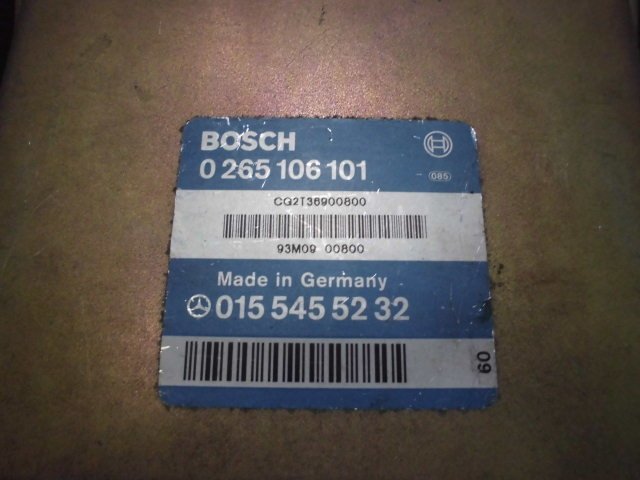 BOSCH
0 265 106 101
085
CG2T36900800
93M09 00800
Made in Germany
015 545 52 32
60